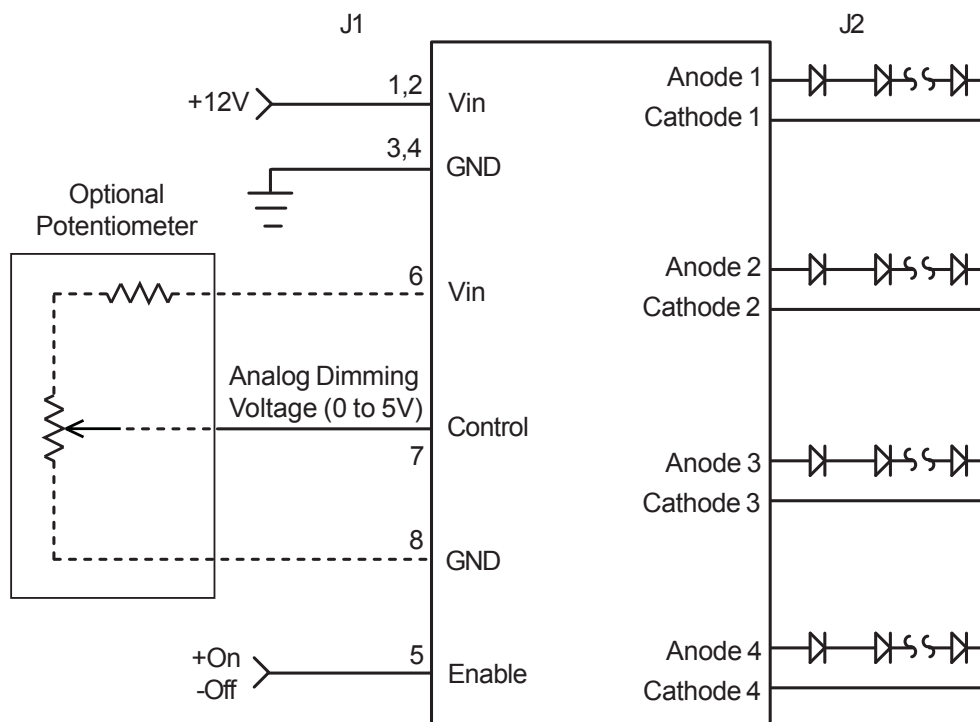 J1
J2
+12V
1,2
Vin
3,4
GND
Optional
Potentiometer
6
Vin
Analog Dimming
Voltage (0 to 5V)
Control
7
8
GND
+On
-Off
5
Enable
Anode 1
Cathode 1
Anode 2
Cathode 2
Anode 3
Cathode 3
Anode 4
Cathode 4